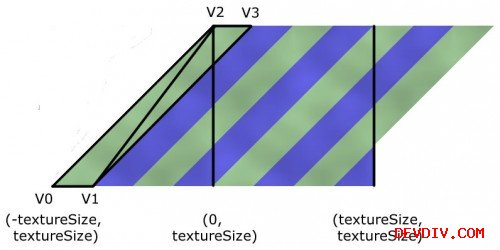 V2 V3
V0 V1
(-textureSize,
textureSize)
(0,
textureSize)
(textureSize,
textureSize)
DEVDIV.COM